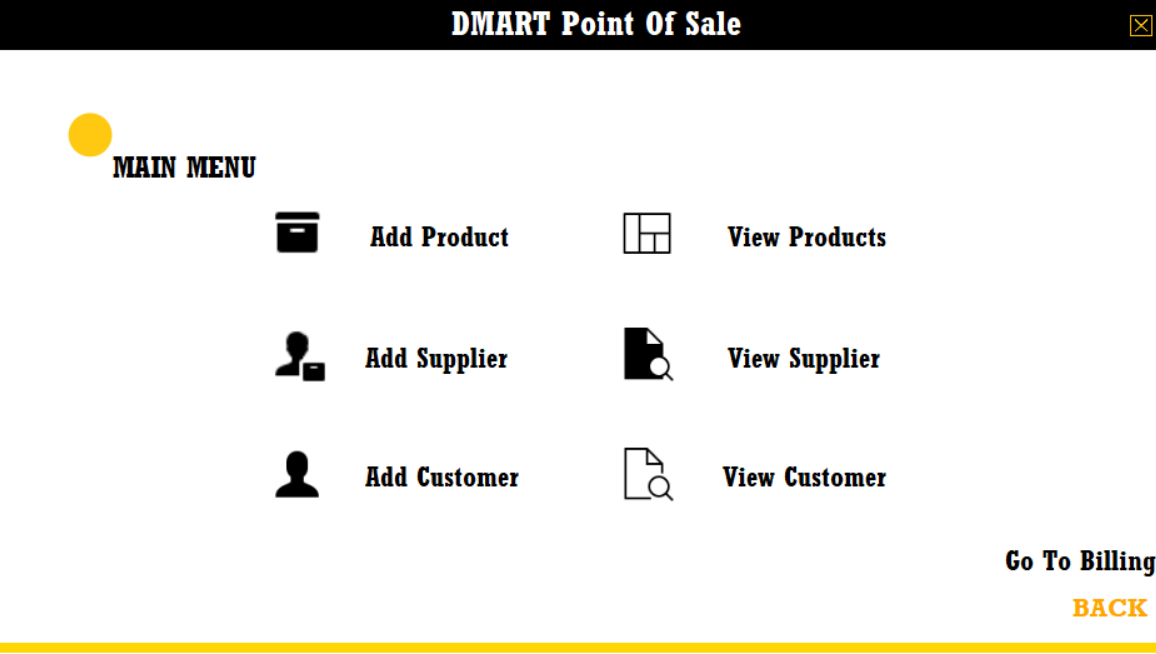 DMART Point Of Sale
MAIN MENU
Add Product
View Products
Add Supplier
View Supplier
Add Customer
View Customer
Go To Billing
BACK